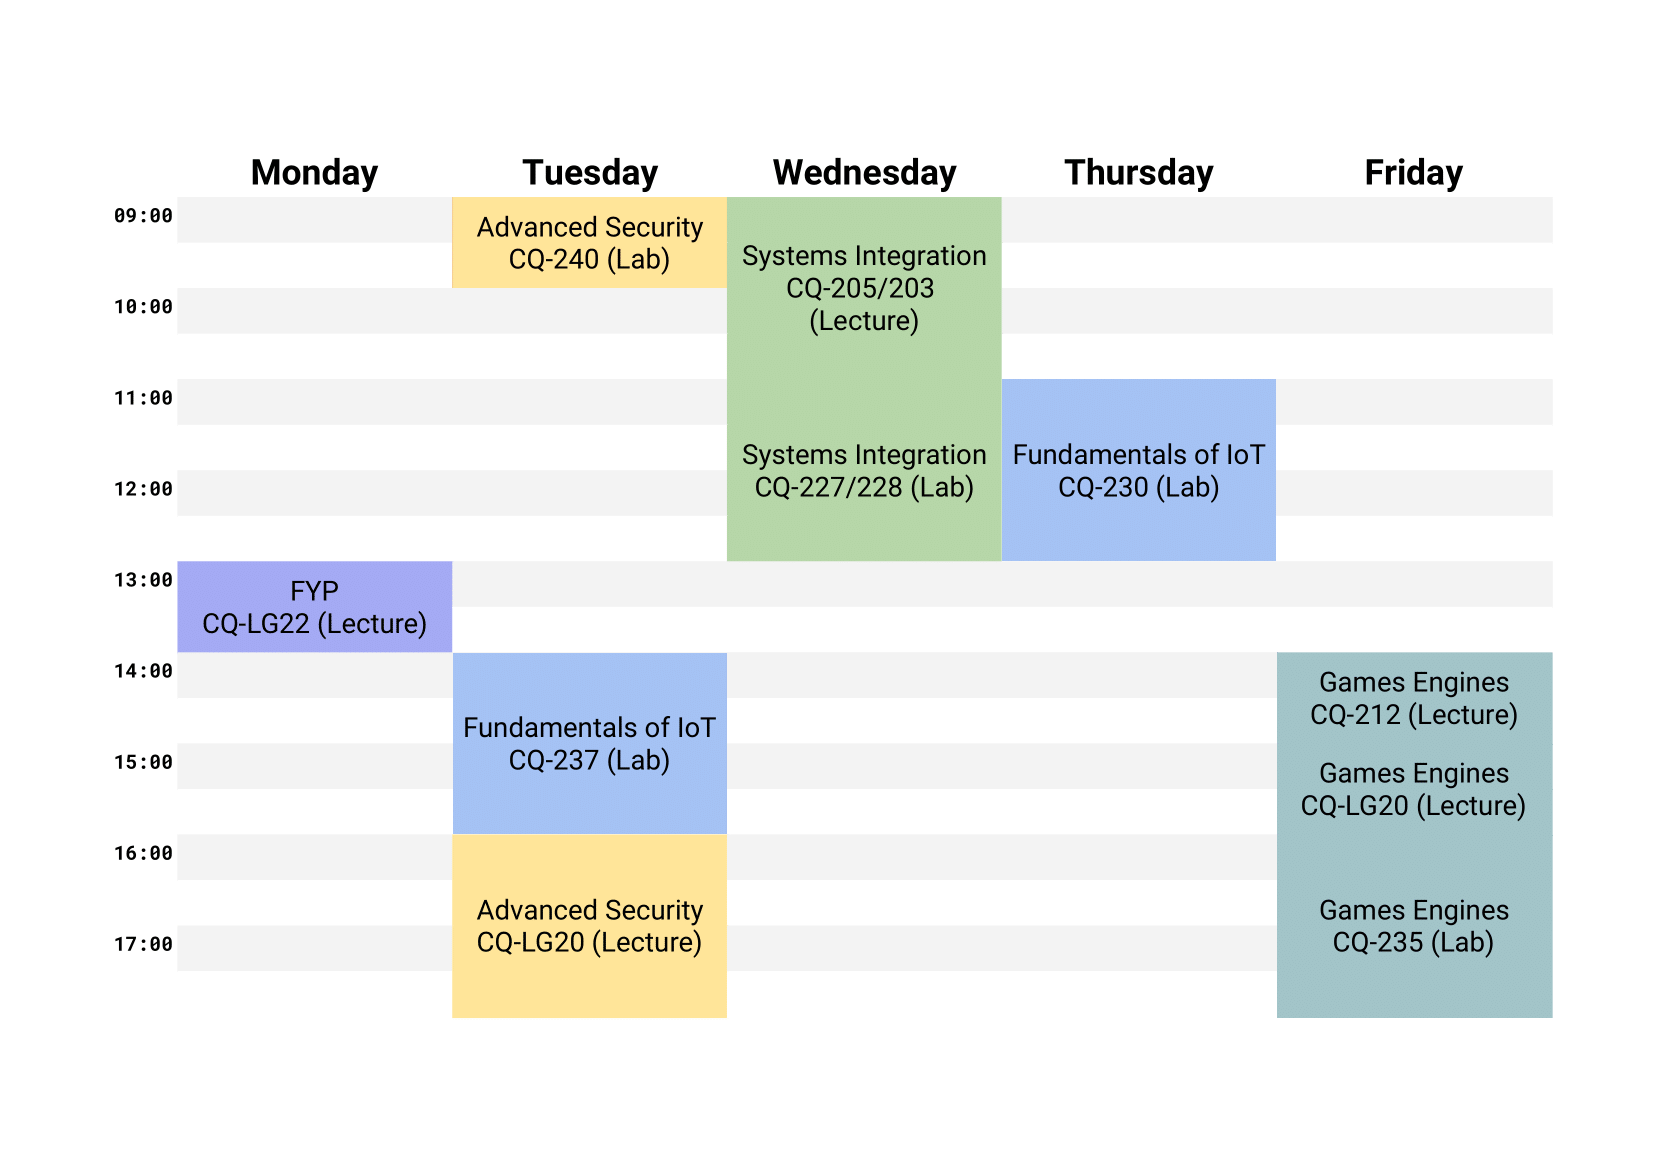 Monday
Tuesday
Wednesday
Thursday
Friday
09:00
10:00
11:00
12:00
13:00
14:00
15:00
16:00
17:00
FYP
CQ-LG22 (Lecture)
Advanced Security
CQ-240 (Lab)
Fundamentals of IoT
CQ-237 (Lab)
Advanced Security
CQ-LG20 (Lecture)
Systems Integration
CQ-205/203
(Lecture)
Systems Integration
CQ-227/228 (Lab)
Fundamentals of IoT
CQ-230 (Lab)
Games Engines
CQ-212 (Lecture)
Games Engines
CQ-LG20 (Lecture)
Games Engines
CQ-235 (Lab)